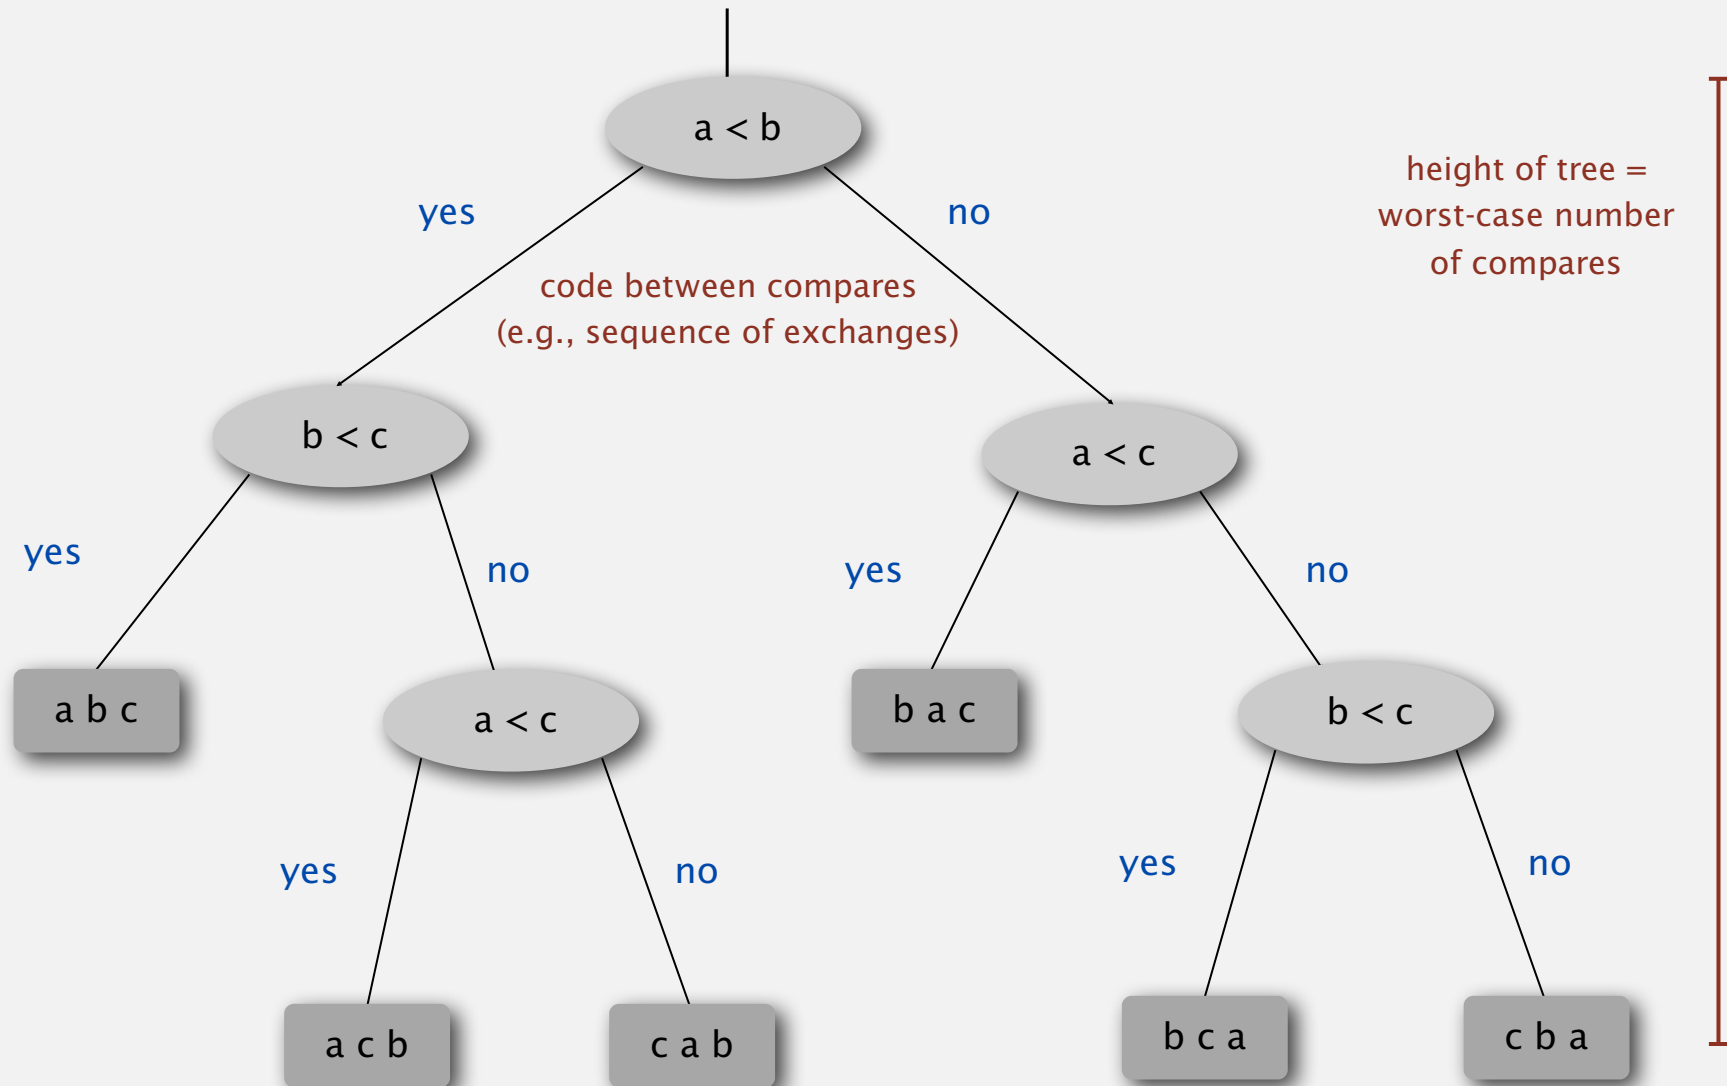 a < b
height of tree =
worst-case number
of compares
yes
no
code between compares
(e.g., sequence of exchanges)
b < c
a < c
yes
no
yes
no
a b c
a < c
b a c
b < c
yes
no
yes
no
a c b
c a b
b c a
c b a